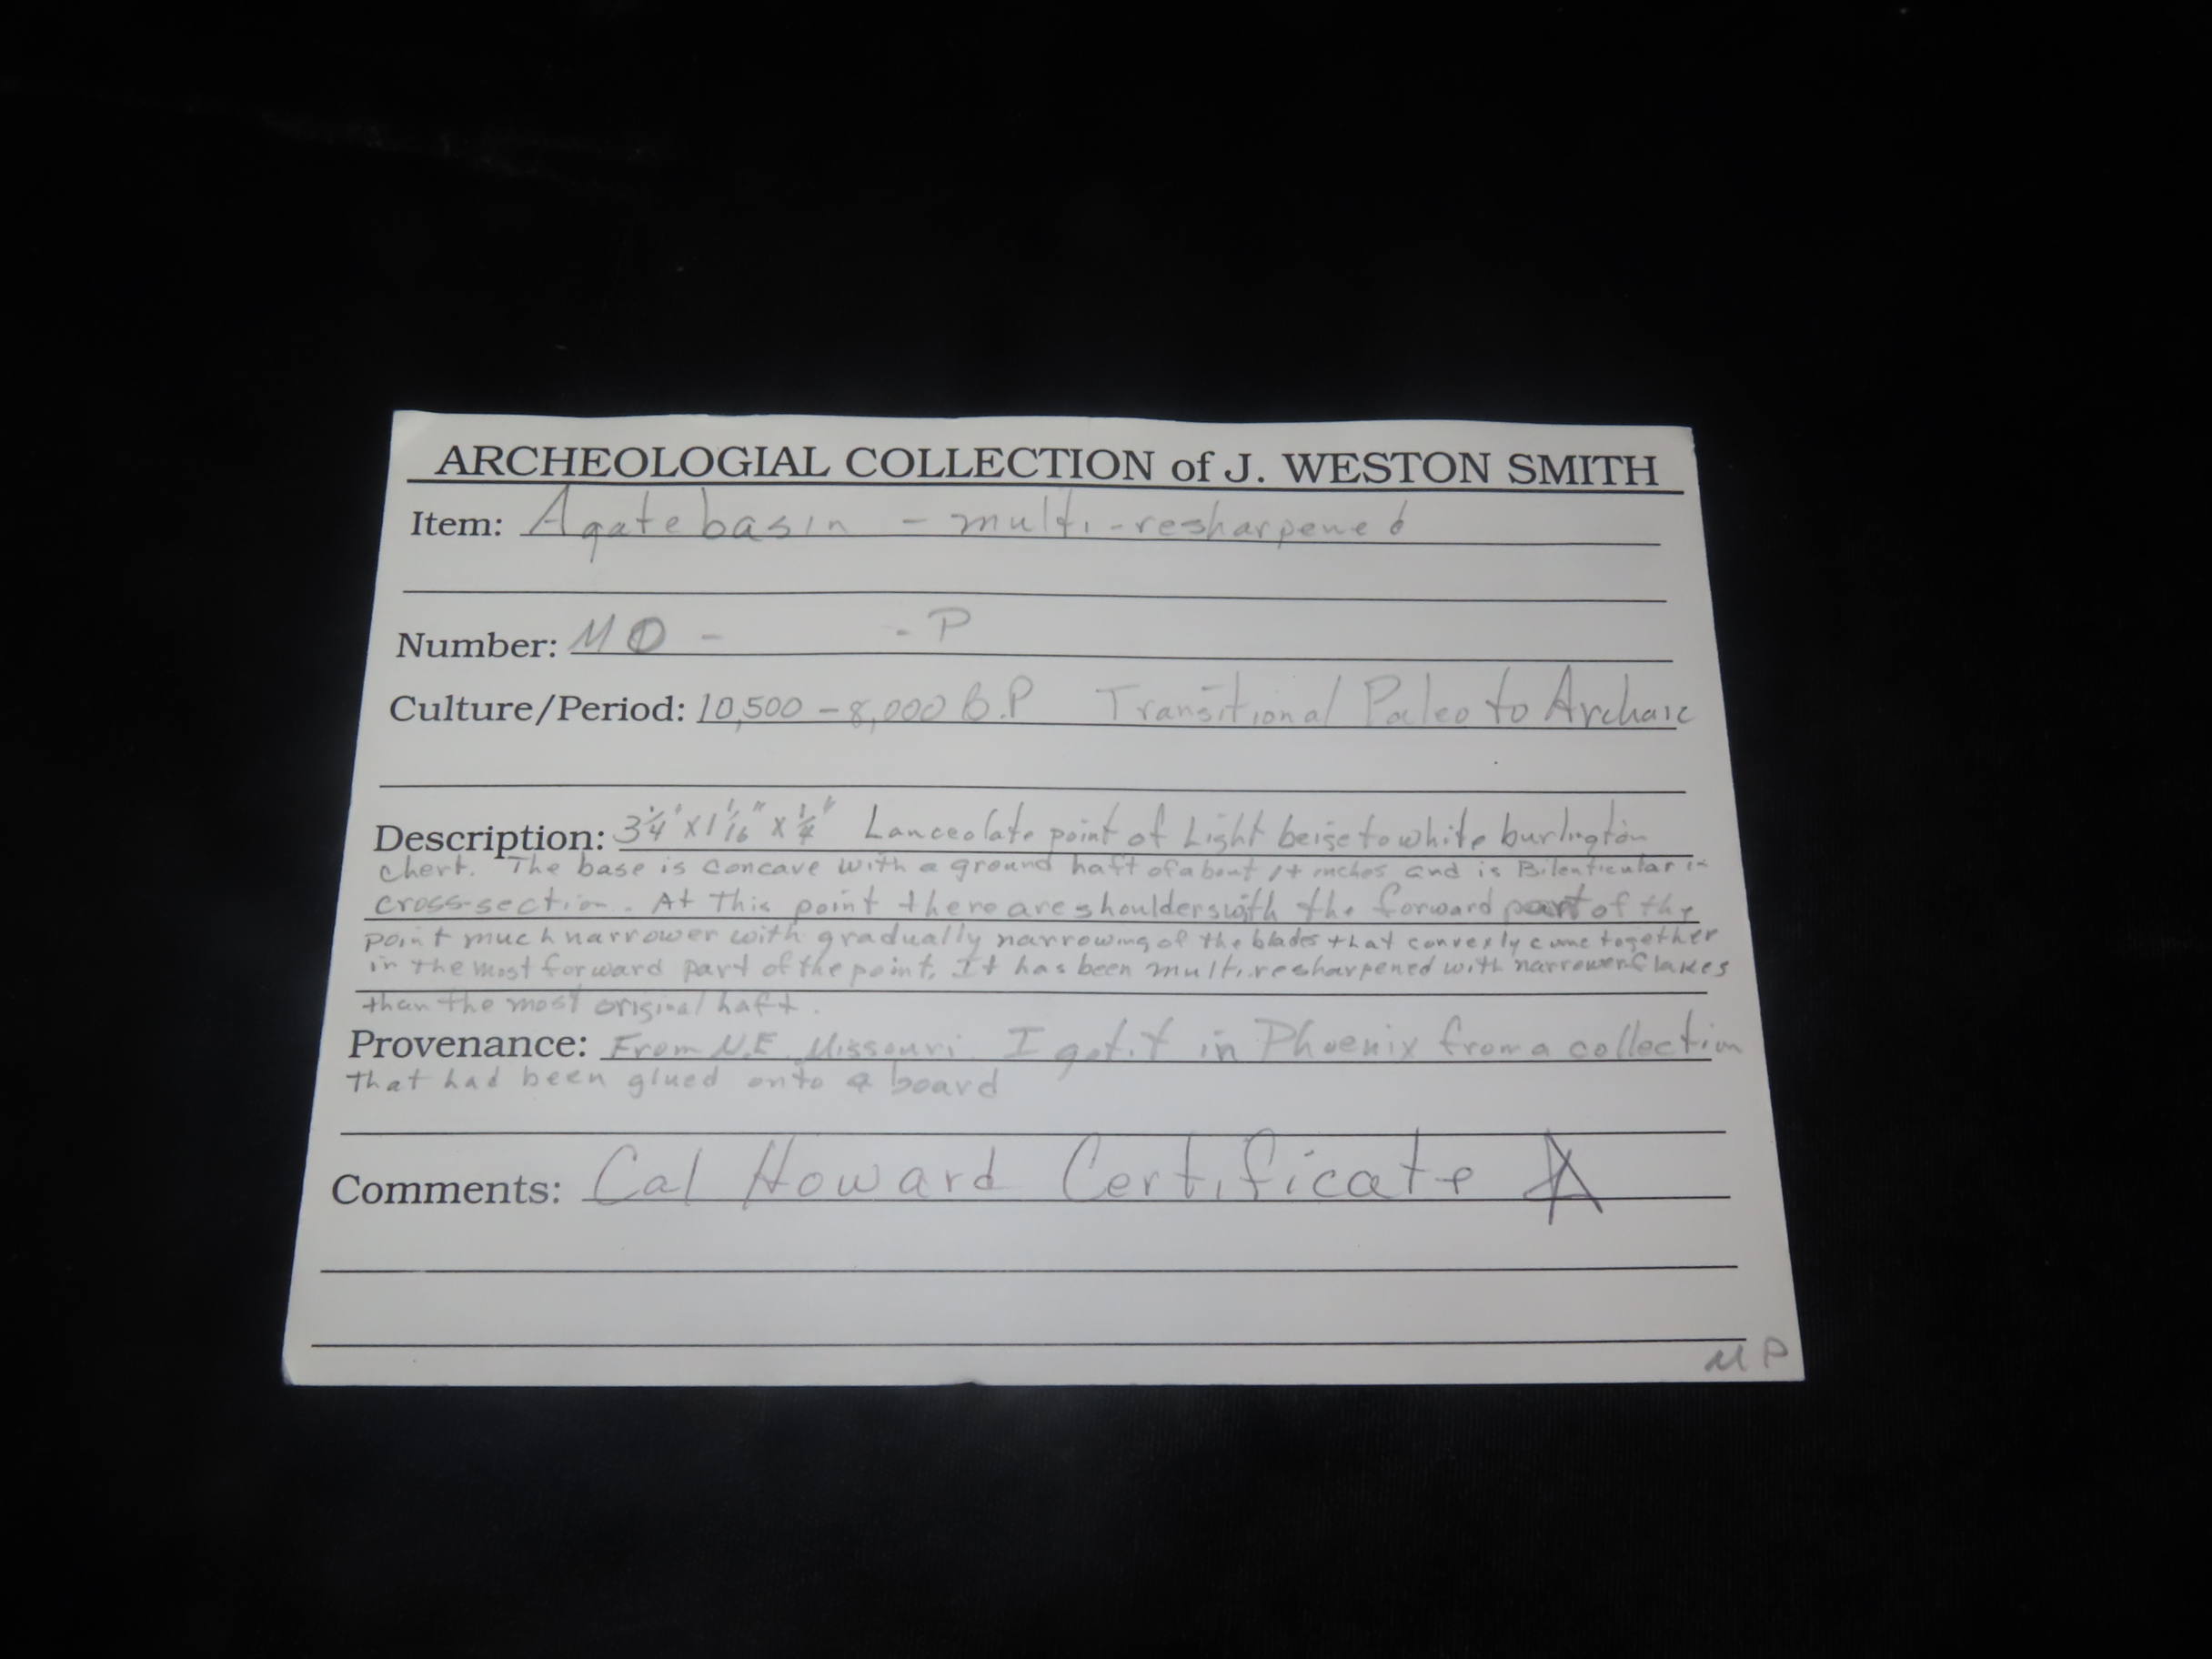 ARCHEOLOGIAL COLLECTION of J. WESTON SMITH
Item: Agatebasin - multi-resharpened
Number: MO - - P
Culture/Period: 10,500 - 8,000 B.P Transitional Paleo to Archaic
Description: 3 1/4" x 1 1/16" x 1/4" Lanceolate point of Light beige to white burlington
chert. The base is concave with a ground haft of about 1+ inches and is Bilenticular in
cross-section. At This point there are shoulders with the forward part of the
point much narrower with gradually narrowing of the blades that convexly come together
in the most forward part of the point. It has been multi-resharpened with narrower flakes
than the most original haft.
Provenance: From N.E. Missouri. I got it in Phoenix from a collection
that had been glued onto a board
Comments: Cal Howard Certificate
MP